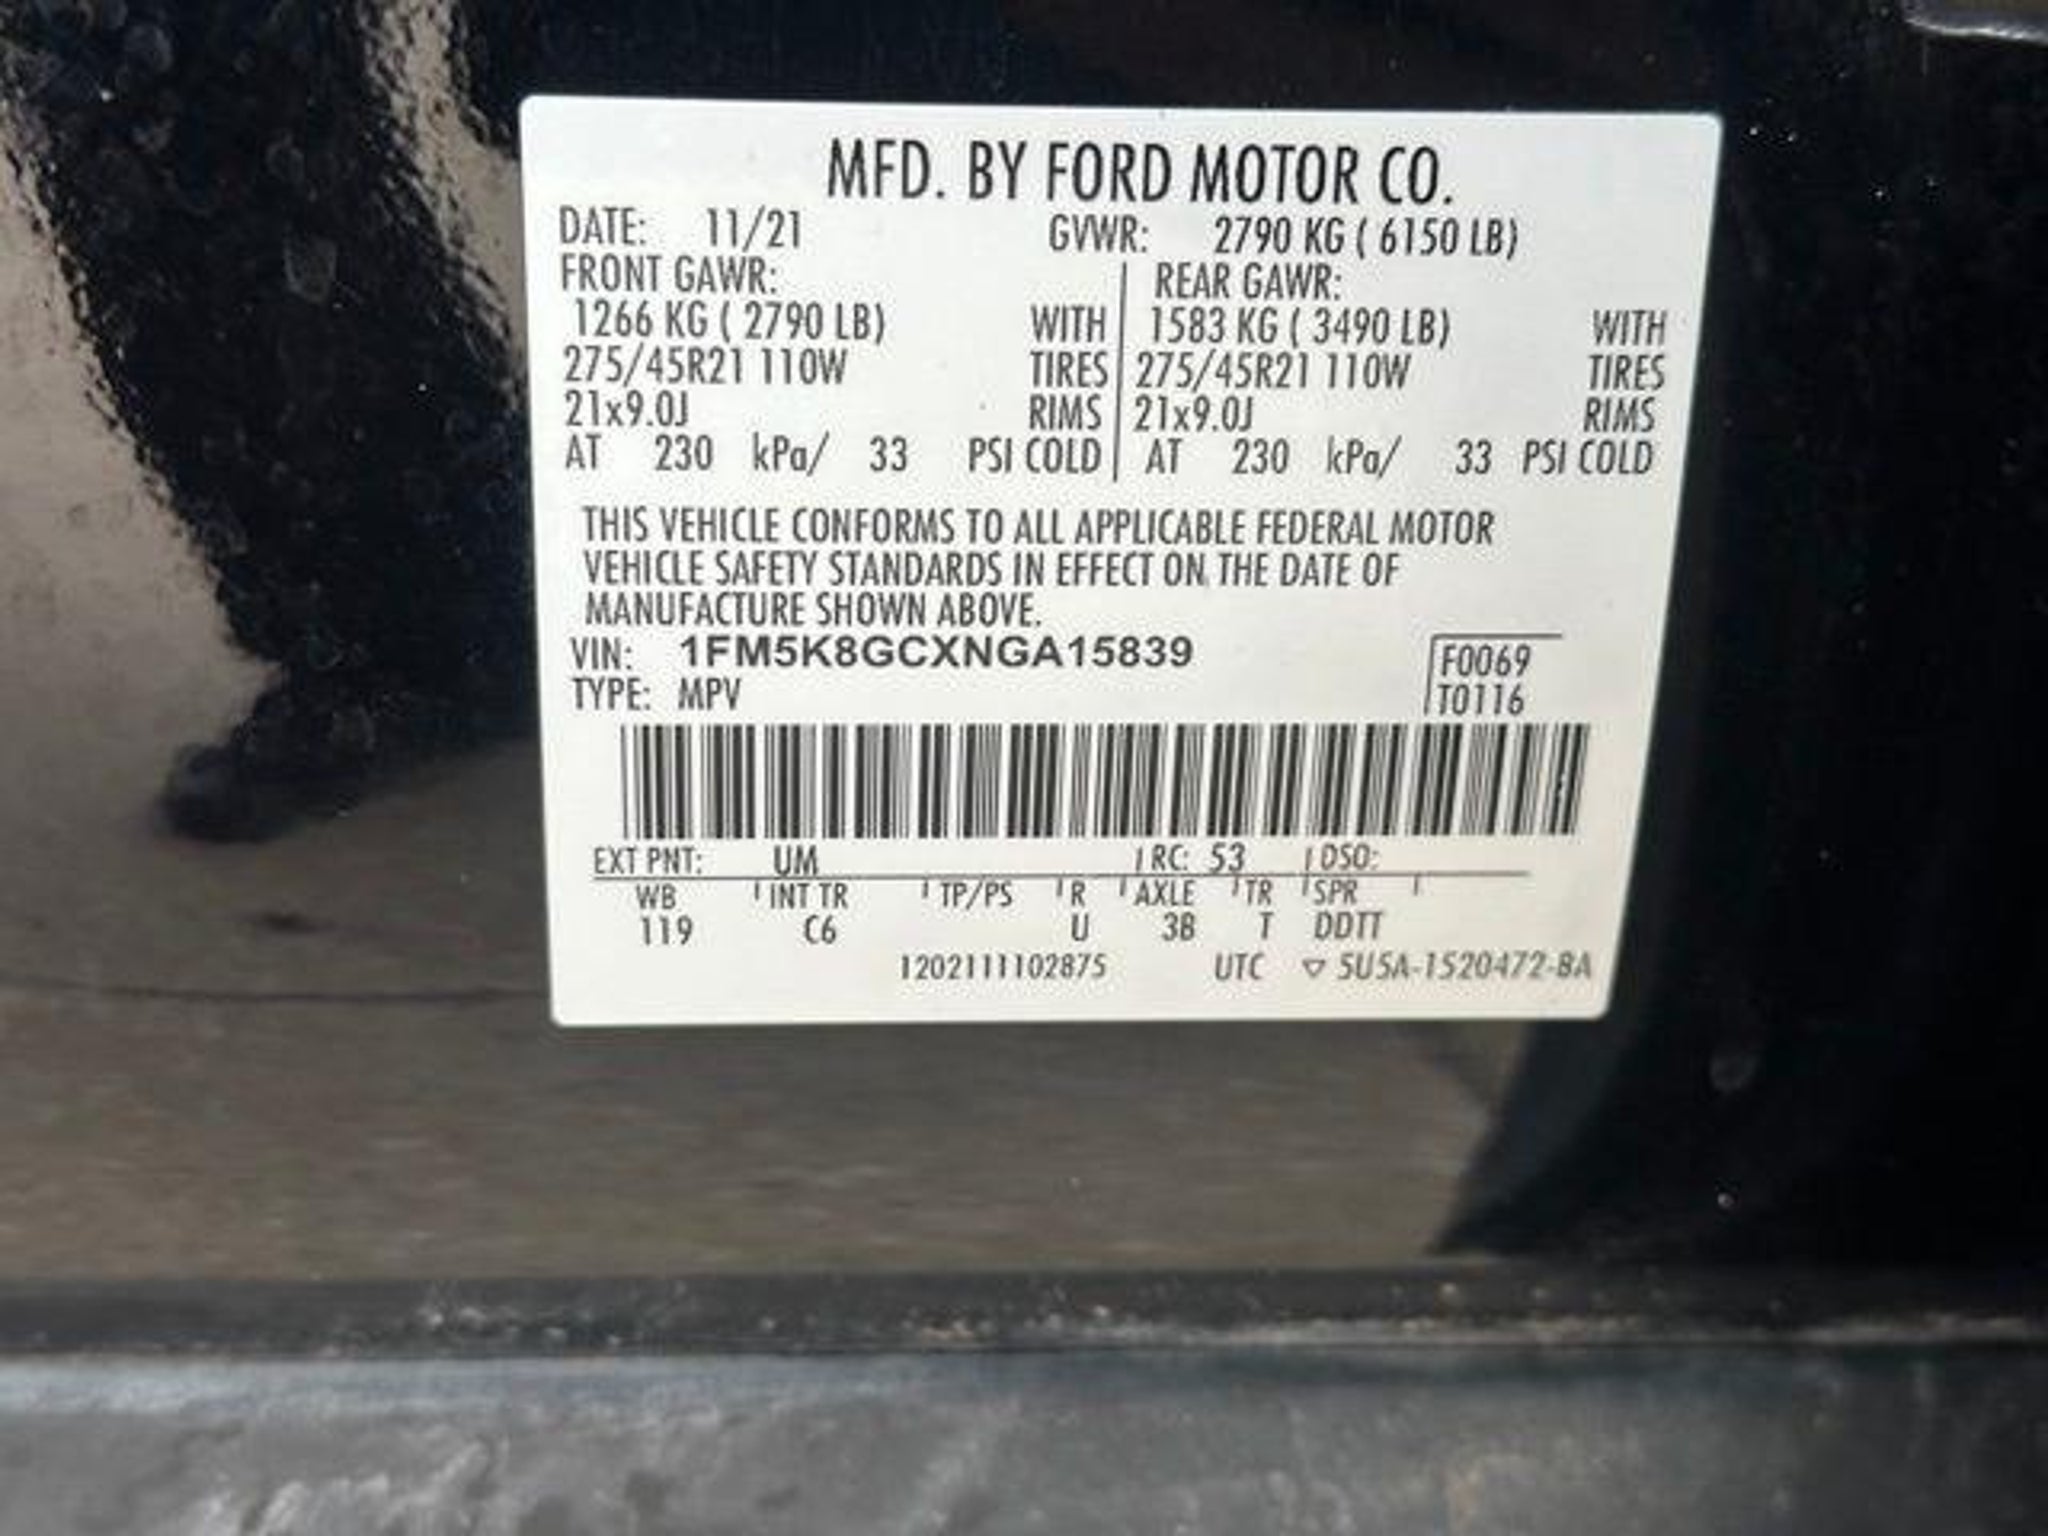 MFD. BY FORD MOTOR CO.
DATE: 11/21 GVWR: 2790 KG ( 6150 LB)
FRONT GAWR: REAR GAWR:
1266 KG ( 2790 LB) WITH 1583 KG ( 3490 LB) WITH
275/45R21 110W TIRES 275/45R21 110W TIRES
21x9.0J RIMS 21x9.0J RIMS
AT 230 kPa/ 33 PSI COLD AT 230 kPa/ 33 PSI COLD
THIS VEHICLE CONFORMS TO ALL APPLICABLE FEDERAL MOTOR
VEHICLE SAFETY STANDARDS IN EFFECT ON THE DATE OF
MANUFACTURE SHOWN ABOVE.
VIN: 1FM5K8GCXNGA15839 F0069
TYPE: MPV T0116
EXT PNT: UM RC: 53 DSO:
WB INT TR TP/PS R AXLE TR SPR
119 C6 U 3B T DDTT
1202111102875 UTC ▽ 5U5A-1520472-BA